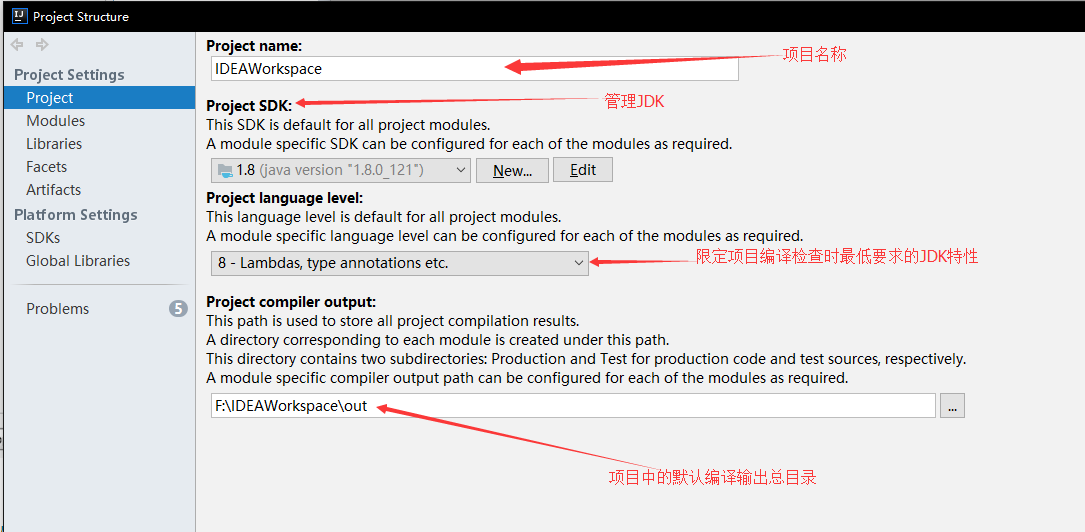 Project Structure
Project Settings
Project
Modules
Libraries
Facets
Artifacts
Platform Settings
SDKs
Global Libraries
Problems
5
Project name:
IDEAWorkspace
项目名称
Project SDK:
管理JDK
This SDK is default for all project modules.
A module specific SDK can be configured for each of the modules as required.
1.8 (java version "1.8.0_121")
New...
Edit
Project language level:
This language level is default for all project modules.
A module specific language level can be configured for each of the modules as required.
8 - Lambdas, type annotations etc.
限定项目编译检查时最低要求的JDK特性
Project compiler output:
This path is used to store all project compilation results.
A directory corresponding to each module is created under this path.
This directory contains two subdirectories: Production and Test for production code and test sources, respectively.
A module specific compiler output path can be configured for each of the modules as required.
F:\IDEAWorkspace\out
...
项目中的默认编译输出总目录